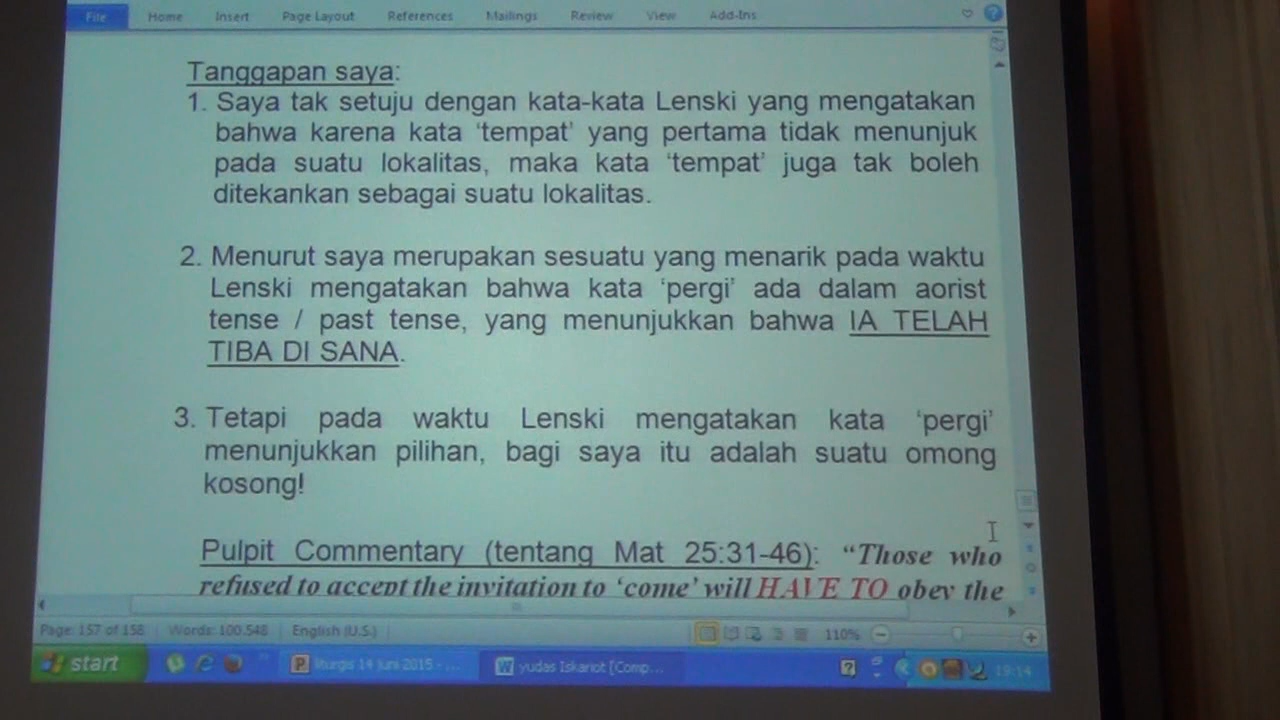 File Home Insert Page Layout References Mailings Review View Add-Ins
Tanggapan saya:
1. Saya tak setuju dengan kata-kata Lenski yang mengatakan
bahwa karena kata ‘tempat’ yang pertama tidak menunjuk
pada suatu lokalitas, maka kata ‘tempat’ juga tak boleh
ditekankan sebagai suatu lokalitas.
2. Menurut saya merupakan sesuatu yang menarik pada waktu
Lenski mengatakan bahwa kata ‘pergi’ ada dalam aorist
tense / past tense, yang menunjukkan bahwa IA TELAH
TIBA DI SANA.
3. Tetapi pada waktu Lenski mengatakan kata ‘pergi’
menunjukkan pilihan, bagi saya itu adalah suatu omong
kosong!
Pulpit Commentary (tentang Mat 25:31-46): “Those who
refused to accept the invitation to ‘come’ will HAVE TO obey the
Page: 157 of 158 Words: 100.548 English (U.S.) 110%
start liturgis 14 Juni 2015 - ... yudas Iskariot [Comp... 19:14